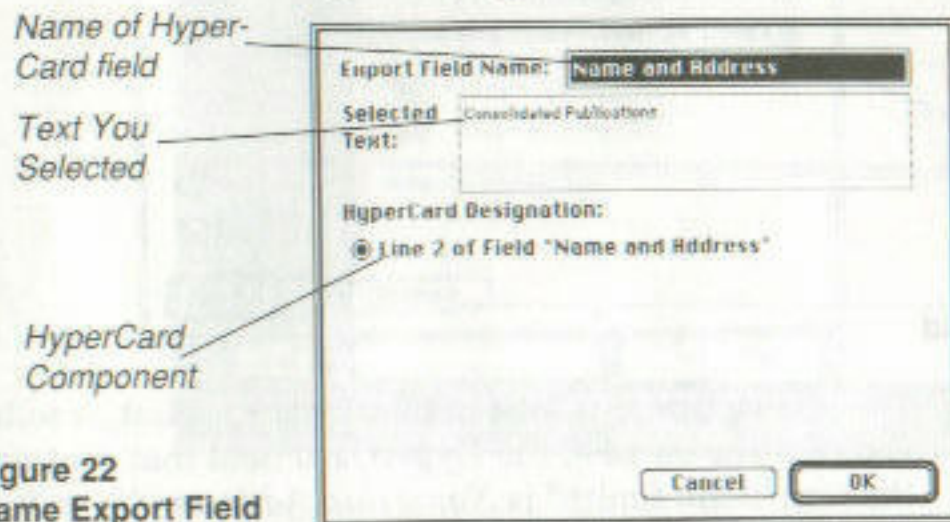 Name of Hyper-
Card field
Export Field Name: Name and Address
Text You
Selected
Selected
Text:
Consolidated Publications
HyperCard Designation:
Line 2 of Field "Name and Address"
HyperCard
Component
Cancel OK
igure 22
ame Export Field